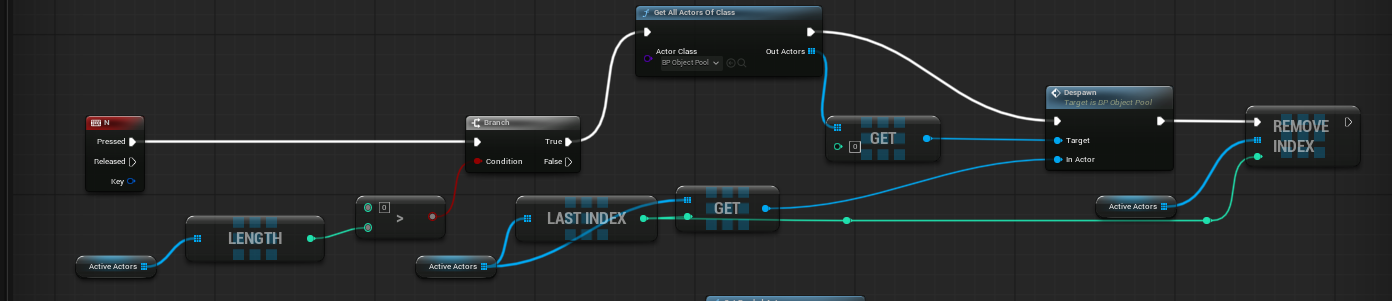 Get All Actors Of Class
Actor Class
Out Actors
BP Object Pool
N
Pressed
Released
Key
Branch
True
Condition
False
GET
0
Despawn
Target is BP Object Pool
Target
In Actor
REMOVE
INDEX
Active Actors
LENGTH
0
>
Active Actors
LAST INDEX
GET
Active Actors